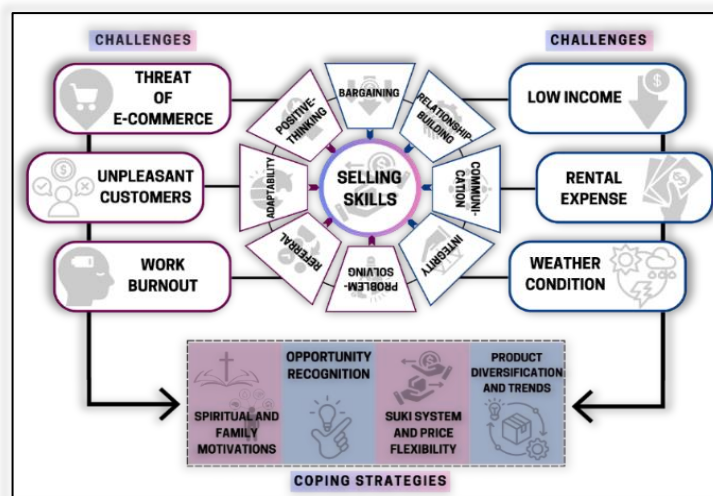 CHALLENGES
CHALLENGES
THREAT
OF
E-COMMERCE
UNPLEASANT
CUSTOMERS
WORK
BURNOUT
BARGAINING
RELATIONSHIP-
BUILDING
COMMUNI-
CATION
INTEGRITY
PROBLEM-
SOLVING
REFERRAL
ADAPTABILITY
POSITIVE-
THINKING
SELLING
SKILLS
LOW INCOME
RENTAL
EXPENSE
WEATHER
CONDITION
SPIRITUAL AND
FAMILY
MOTIVATIONS
OPPORTUNITY
RECOGNITION
SUKI SYSTEM
AND PRICE
FLEXIBILITY
PRODUCT
DIVERSIFICATION
AND TRENDS
COPING STRATEGIES